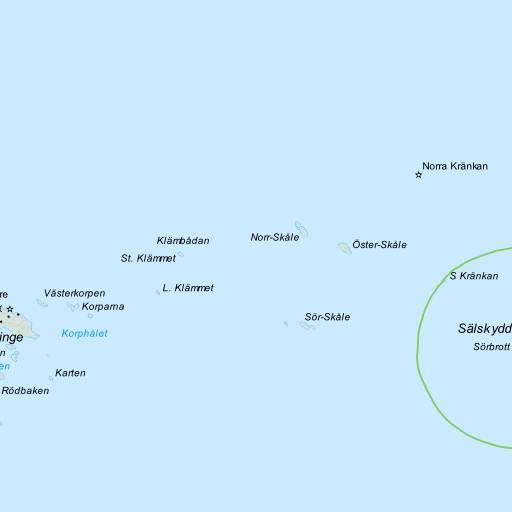 Norra Kränkan
Norr-Skåle
Klämbådan
Öster-Skåle
St. Klämmet
S Kränkan
L. Klämmet
Västerkorpen
re
Korparna
Sör-Skåle
Sälskydd
Korphålet
inge
Sörbrott
n
en
Karten
Rödbaken